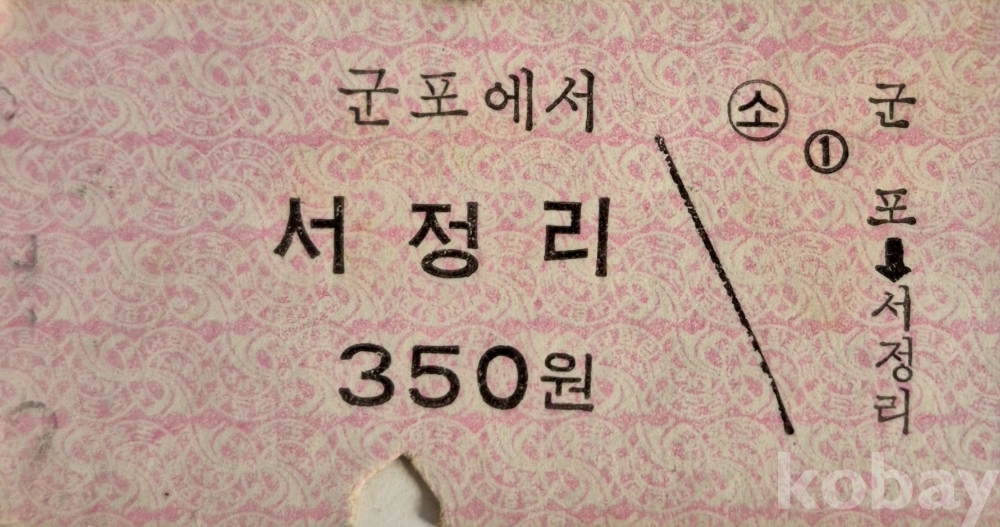 군포에서
서정리
350원
소
①
군포
서정리
kobay